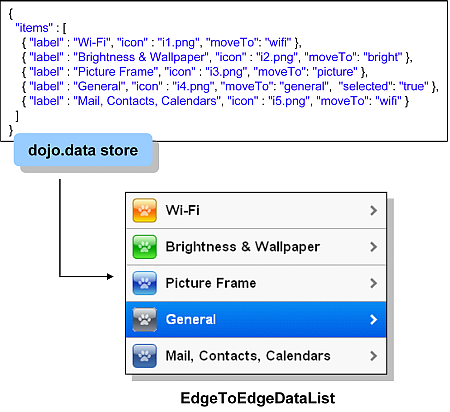 {
"items" : [
{ "label" : "Wi-Fi", "icon" : "i1.png", "moveTo": "wifi" },
{ "label" : "Brightness & Wallpaper", "icon" : "i2.png", "moveTo": "bright" },
{ "label" : "Picture Frame", "icon" : "i3.png", "moveTo": "picture" },
{ "label" : "General", "icon" : "i4.png", "moveTo": "general", "selected": "true" },
{ "label" : "Mail, Contacts, Calendars", "icon" : "i5.png", "moveTo": "wifi" }
]
}
dojo.data store
Wi-Fi
Brightness & Wallpaper
Picture Frame
General
Mail, Contacts, Calendars
EdgeToEdgeDataList